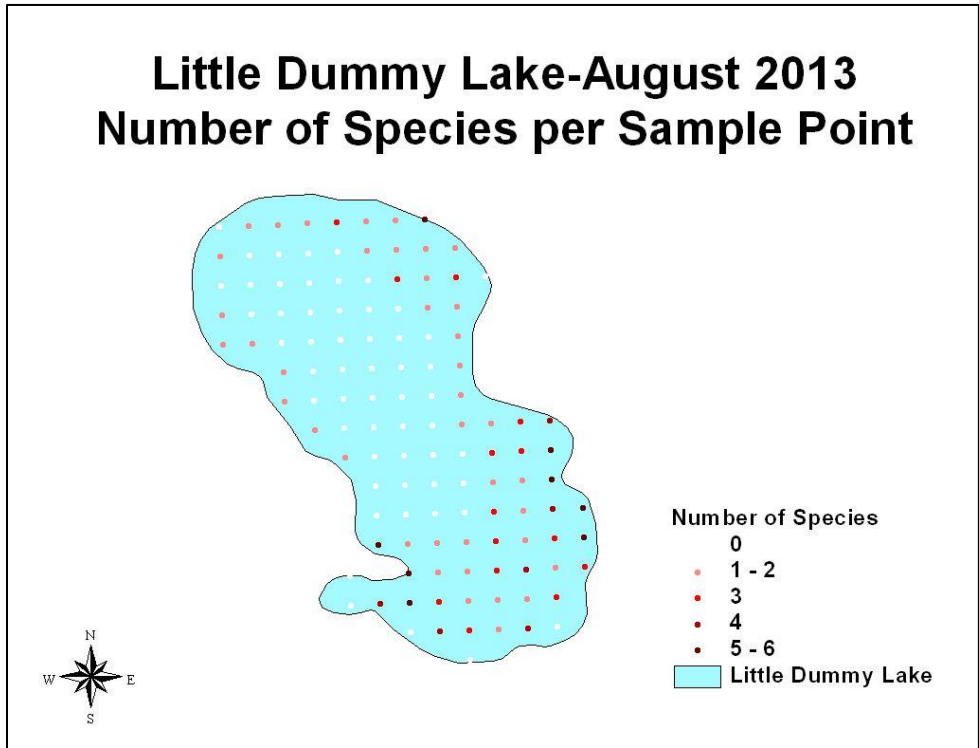 Little Dummy Lake-August 2013
Number of Species per Sample Point
Number of Species
0
1 - 2
3
4
5 - 6
Little Dummy Lake
N
W E
S